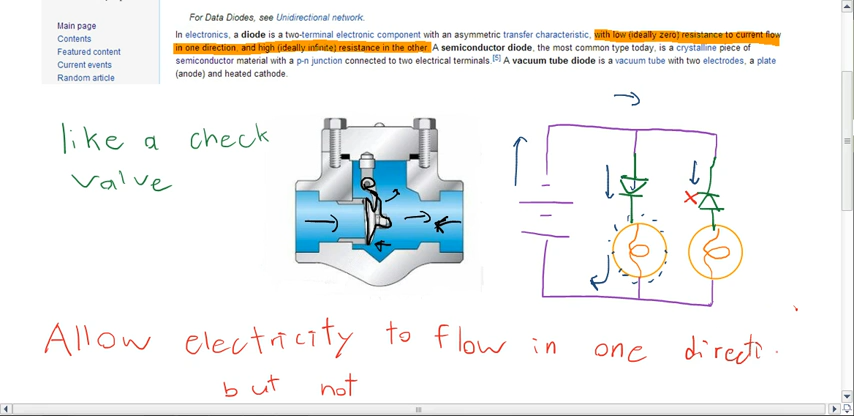 For Data Diodes, see Unidirectional network.
Main page
Contents
Featured content
Current events
Random article
In electronics, a diode is a two-terminal electronic component with an asymmetric transfer characteristic, with low (ideally zero) resistance to current flow
in one direction, and high (ideally infinite) resistance in the other. A semiconductor diode, the most common type today, is a crystalline piece of
semiconductor material with a p-n junction connected to two electrical terminals.[5] A vacuum tube diode is a vacuum tube with two electrodes, a plate
(anode) and heated cathode.
like a check
valve
Allow electricity to flow in one directi
but not